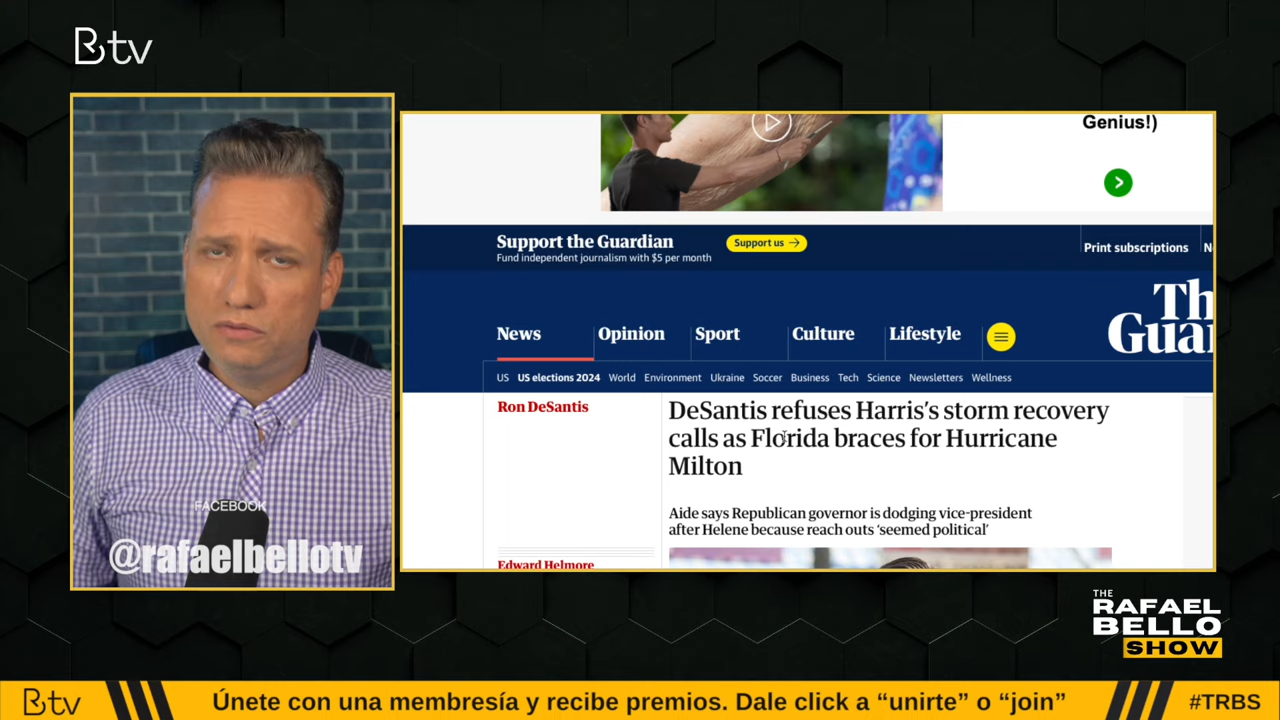 Btv
FACEBOOK
@rafaelbellotv
Genius!)
Support the Guardian
Fund independent journalism with $5 per month
Support us →
Print subscriptions
N
Th
Gua
News
Opinion
Sport
Culture
Lifestyle
US
US elections 2024
World
Environment
Ukraine
Soccer
Business
Tech
Science
Newsletters
Wellness
Ron DeSantis
DeSantis refuses Harris’s storm recovery
calls as Florida braces for Hurricane
Milton
Aide says Republican governor is dodging vice-president
after Helene because reach outs ‘seemed political’
Edward Helmore
THE
RAFAEL
BELLO
SHOW
Btv
Únete con una membresía y recibe premios. Dale click a “unirte” o “join”
#TRBS